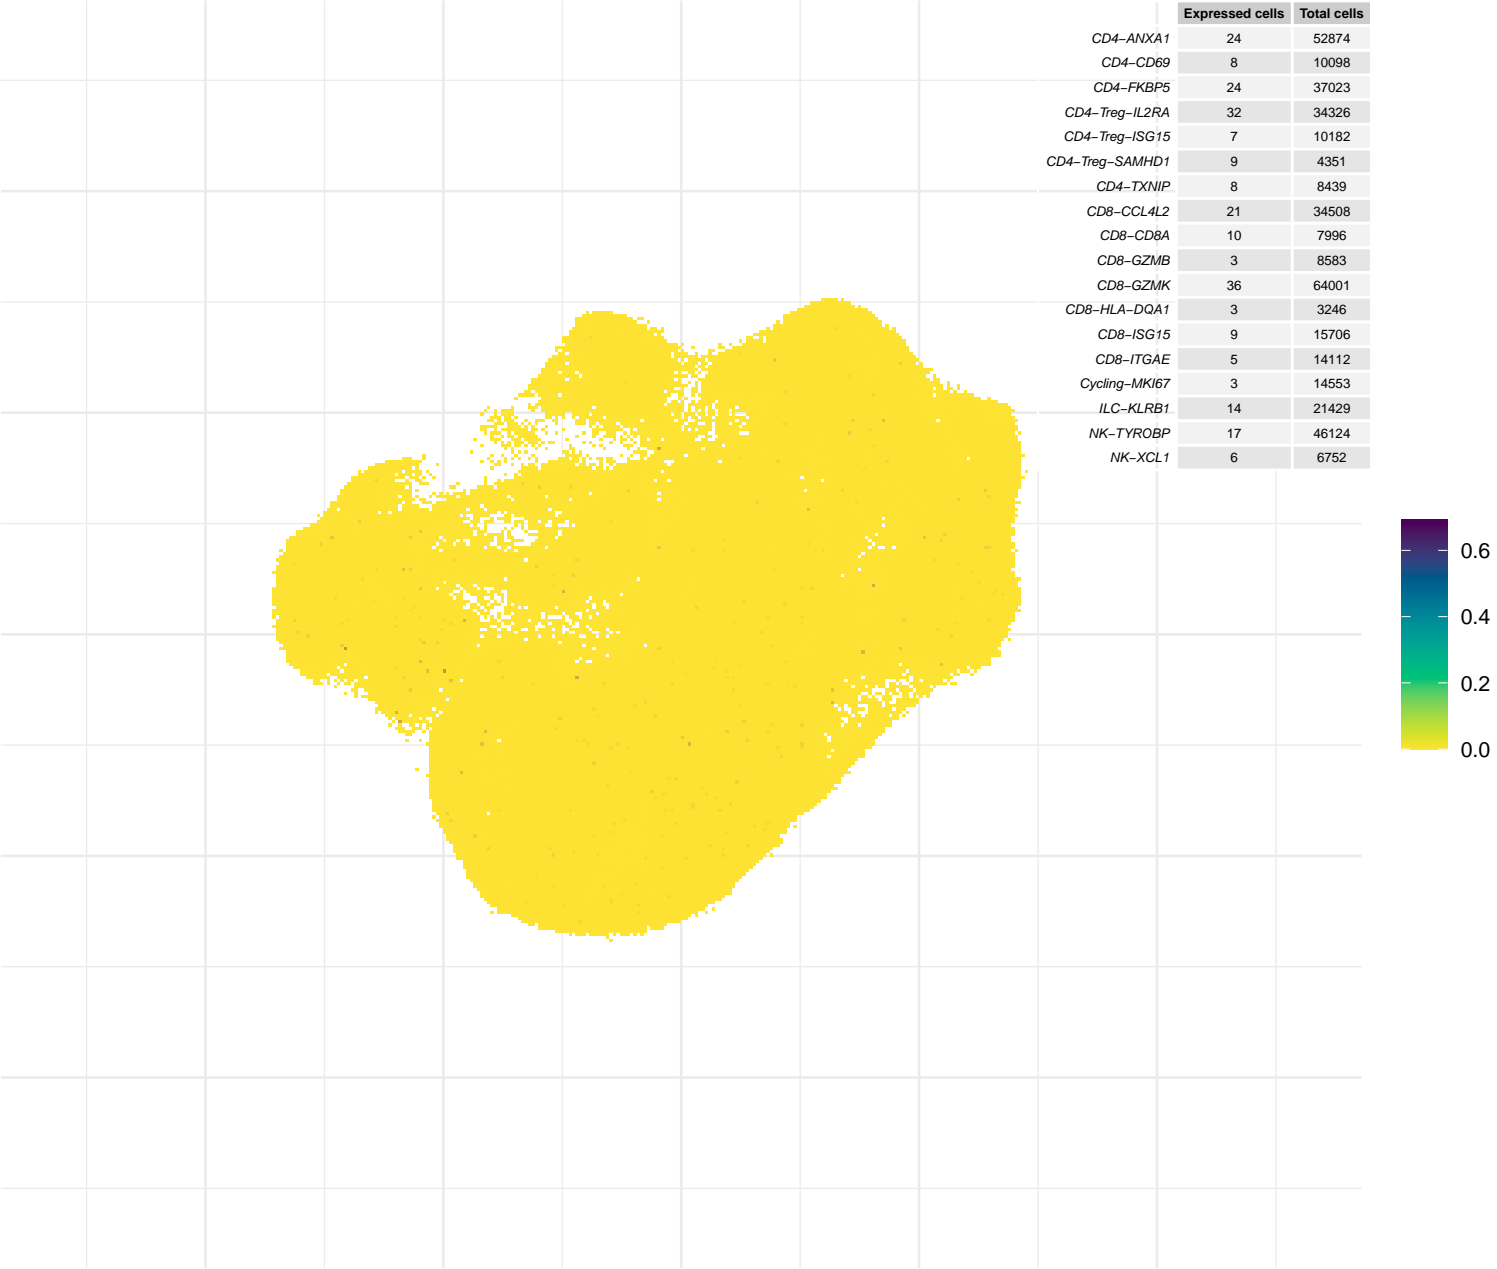 Expressed cells Total cells
CD4−ANXA1 24 52874
CD4−CD69 8 10098
CD4−FKBP5 24 37023
CD4−Treg−IL2RA 32 34326
CD4−Treg−ISG15 7 10182
CD4−Treg−SAMHD1 9 4351
CD4−TXNIP 8 8439
CD8−CCL4L2 21 34508
CD8−CD8A 10 7996
CD8−GZMB 3 8583
CD8−GZMK 36 64001
CD8−HLA−DQA1 3 3246
CD8−ISG15 9 15706
CD8−ITGAE 5 14112
Cycling−MKI67 3 14553
ILC−KLRB1 14 21429
NK−TYROBP 17 46124
NK−XCL1 6 6752
0.6
0.4
0.2
0.0